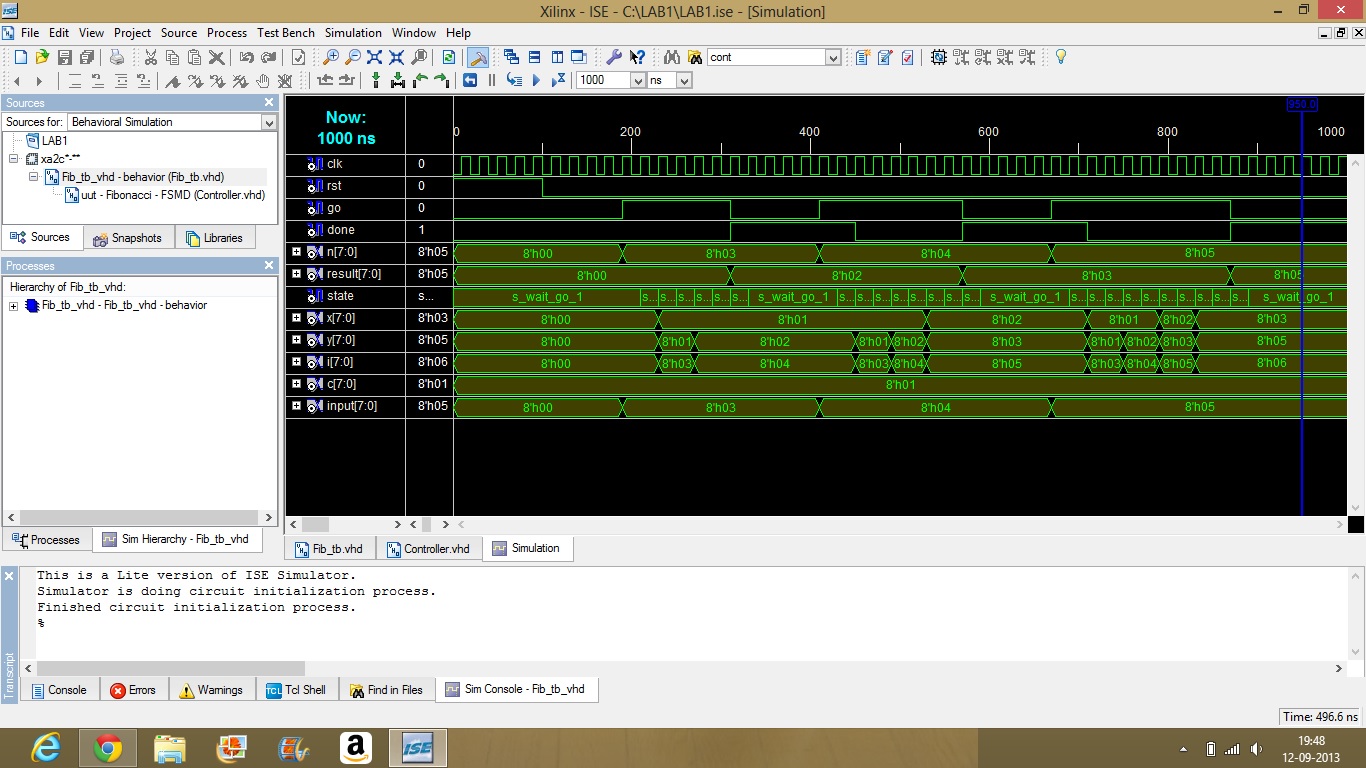 Xilinx - ISE - C:\LAB1\LAB1.ise - [Simulation]
File Edit View Project Source Process Test Bench Simulation Window Help
cont
1000 ns
Sources
Sources for: Behavioral Simulation
LAB1
xa2c*-**
Fib_tb_vhd - behavior (Fib_tb.vhd)
uut - Fibonacci - FSMD (Controller.vhd)
Sources Snapshots Libraries
Processes
Hierarchy of Fib_tb_vhd:
Fib_tb_vhd - Fib_tb_vhd - behavior
Processes Sim Hierarchy - Fib_tb_vhd
950.0
Now:
1000 ns
0 200 400 600 800 1000
clk 0
rst 0
go 0
done 1
n[7:0] 8'h05 8'h00 8'h03 8'h04 8'h05
result[7:0] 8'h05 8'h00 8'h02 8'h03 8'h05
state s... s_wait_go_1 s... s... s... s... s... s... s_wait_go_1 s... s... s... s... s... s... s... s... s_wait_go_1 s... s... s... s... s... s... s... s... s... s... s_wait_go_1
x[7:0] 8'h03 8'h00 8'h01 8'h02 8'h01 8'h02 8'h03
y[7:0] 8'h05 8'h00 8'h01 8'h02 8'h01 8'h02 8'h03 8'h01 8'h02 8'h03 8'h05
i[7:0] 8'h06 8'h00 8'h03 8'h04 8'h03 8'h04 8'h05 8'h03 8'h04 8'h05 8'h06
c[7:0] 8'h01 8'h01
input[7:0] 8'h05 8'h00 8'h03 8'h04 8'h05
Fib_tb.vhd Controller.vhd Simulation
This is a Lite version of ISE Simulator.
Simulator is doing circuit initialization process.
Finished circuit initialization process.
%
Transcript
Console Errors Warnings TCL Tcl Shell Find in Files Sim Console - Fib_tb_vhd
Time: 496.6 ns
ISE
19:48
12-09-2013